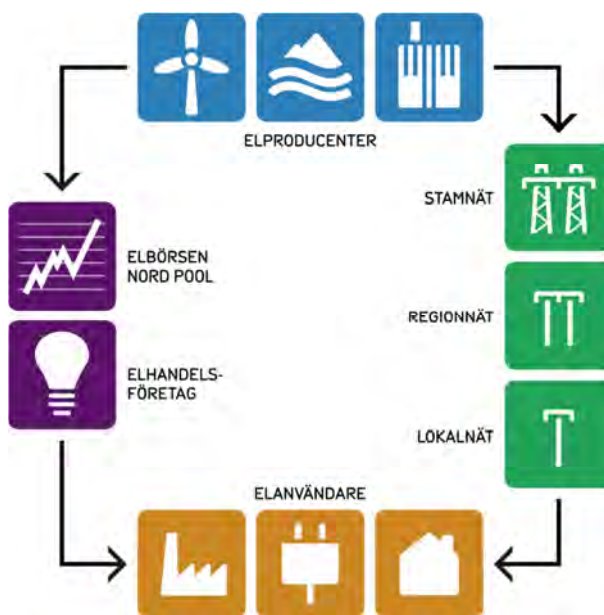 ELPRODUCENTER
STAMNÄT
ELBÖRSEN
NORD POOL
REGIONNÄT
ELHANDELS-
FÖRETAG
LOKALNÄT
ELANVÄNDARE